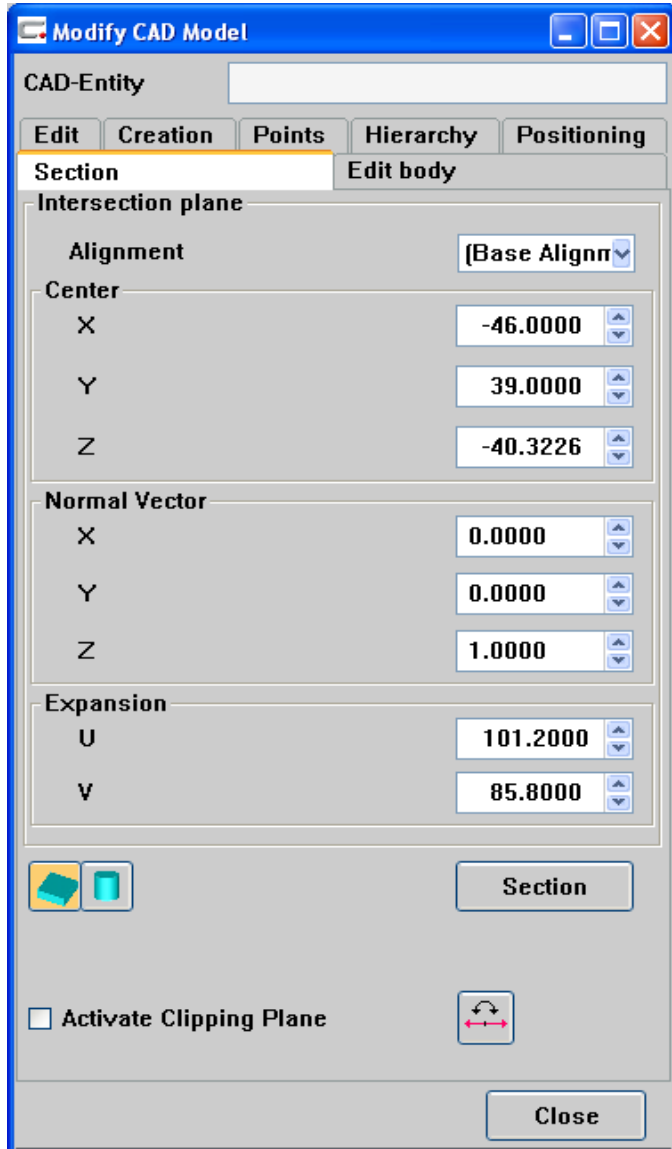 Modify CAD Model
CAD-Entity
Edit Creation Points Hierarchy Positioning
Section Edit body
Intersection plane
Alignment (Base Alignm
Center
X -46.0000
Y 39.0000
Z -40.3226
Normal Vector
X 0.0000
Y 0.0000
Z 1.0000
Expansion
U 101.2000
V 85.8000
Section
Activate Clipping Plane
Close